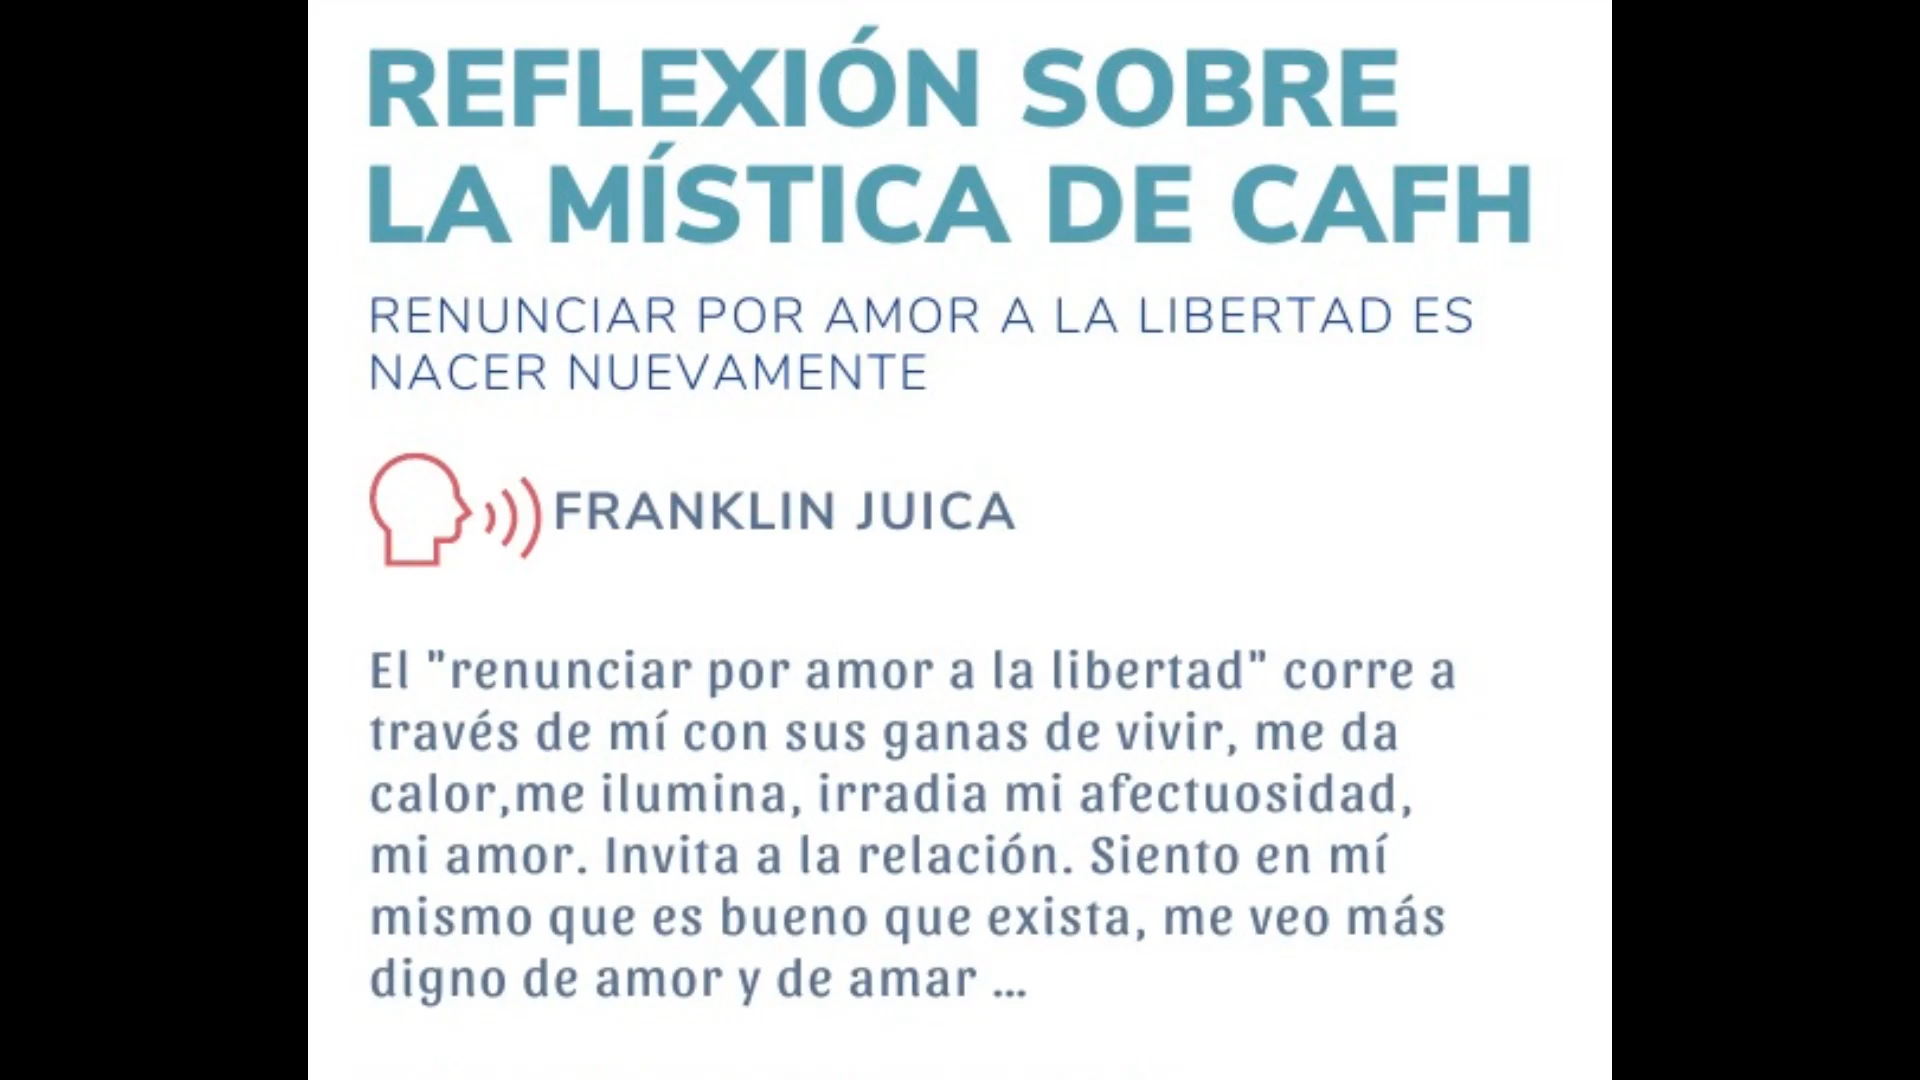 REFLEXIÓN SOBRE
LA MÍSTICA DE CAFH
RENUNCIAR POR AMOR A LA LIBERTAD ES
NACER NUEVAMENTE
FRANKLIN JUICA
El "renunciar por amor a la libertad" corre a
través de mí con sus ganas de vivir, me da
calor,me ilumina, irradia mi afectuosidad,
mi amor. Invita a la relación. Siento en mí
mismo que es bueno que exista, me veo más
digno de amor y de amar ...